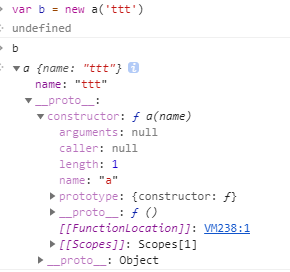 var b = new a('ttt')
undefined
b
a {name: "ttt"} i
name: "ttt"
__proto__:
constructor: ƒ a(name)
arguments: null
caller: null
length: 1
name: "a"
prototype: {constructor: ƒ}
__proto__: ƒ ()
[[FunctionLocation]]: VM238:1
[[Scopes]]: Scopes[1]
__proto__: Object